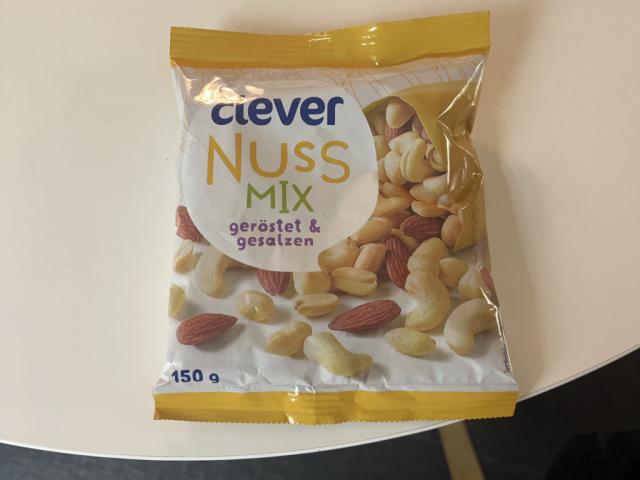 clever
NUSS
MIX
geröstet &
gesalzen
150 g